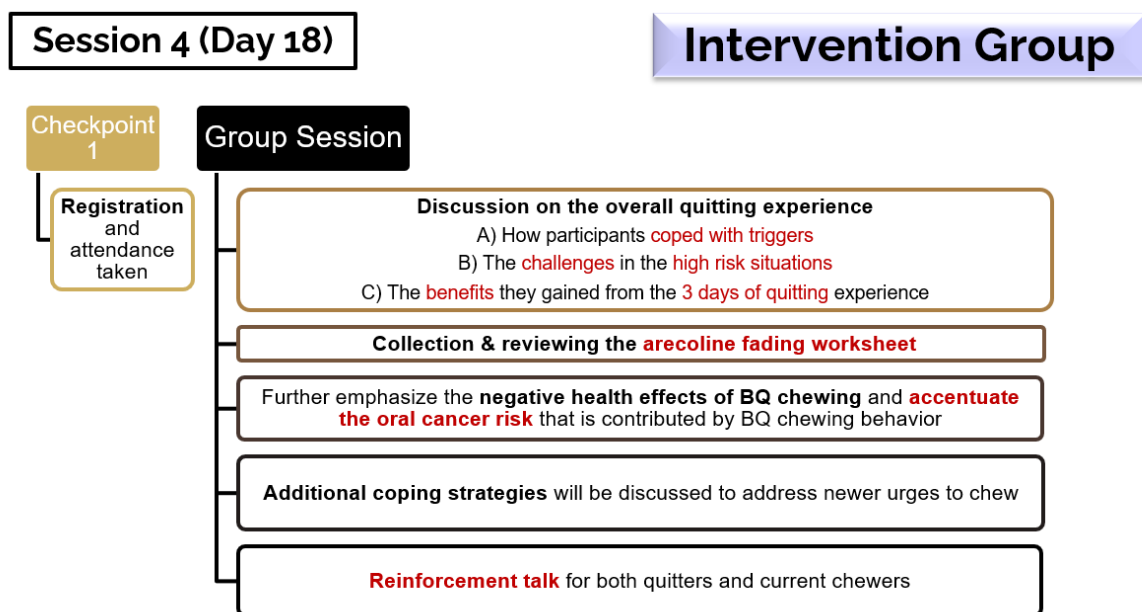 Session 4 (Day 18)
Intervention Group
Checkpoint
1
Registration
and
attendance
taken
Group Session
Discussion on the overall quitting experience
A) How participants coped with triggers
B) The challenges in the high risk situations
C) The benefits they gained from the 3 days of quitting experience
Collection & reviewing the arecoline fading worksheet
Further emphasize the negative health effects of BQ chewing and accentuate
the oral cancer risk that is contributed by BQ chewing behavior
Additional coping strategies will be discussed to address newer urges to chew
Reinforcement talk for both quitters and current chewers